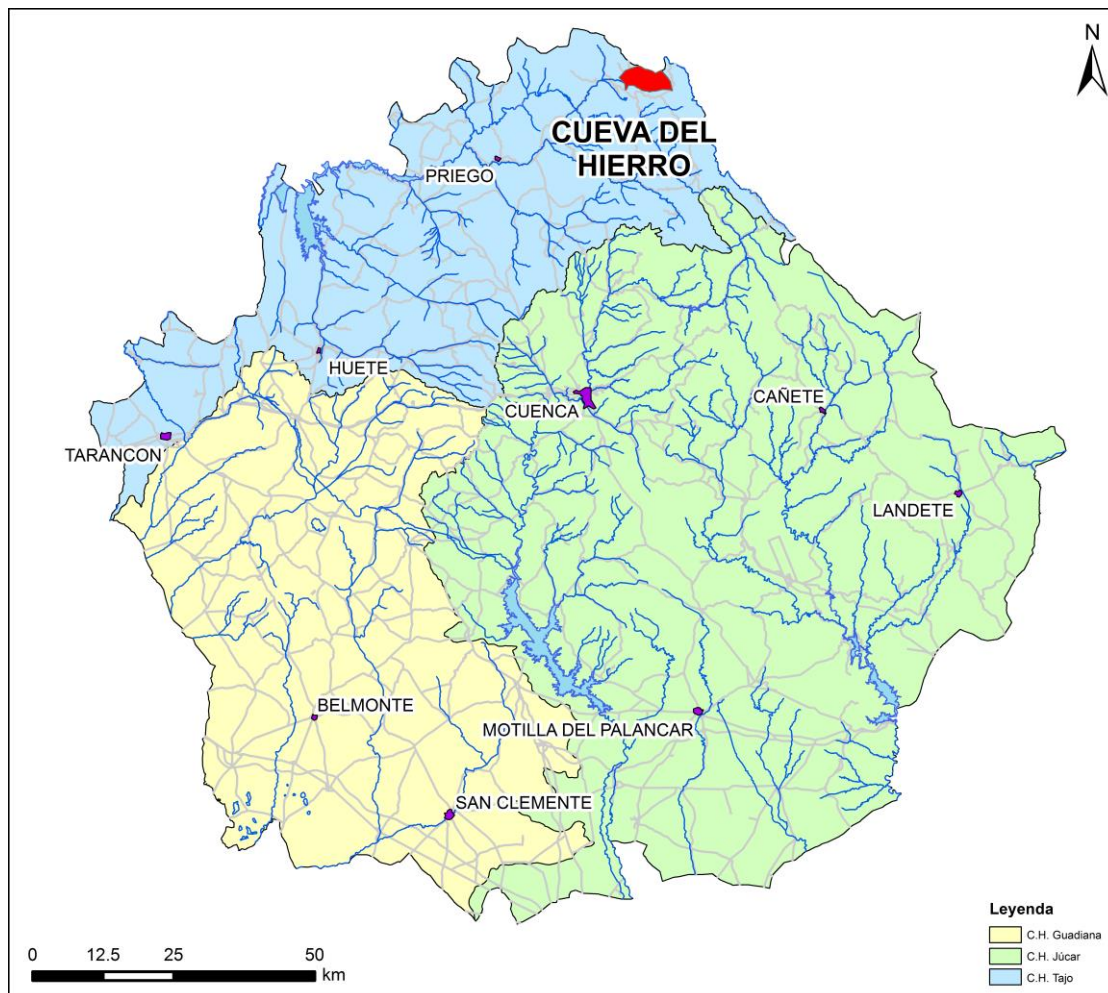 N
CUEVA DEL
HIERRO
PRIEGO
HUETE
CUENCA
CAÑETE
TARANCON
LANDETE
BELMONTE
MOTILLA DEL PALANCAR
SAN CLEMENTE
Leyenda
C.H. Guadiana
C.H. Júcar
C.H. Tajo
0 12.5 25 50
km